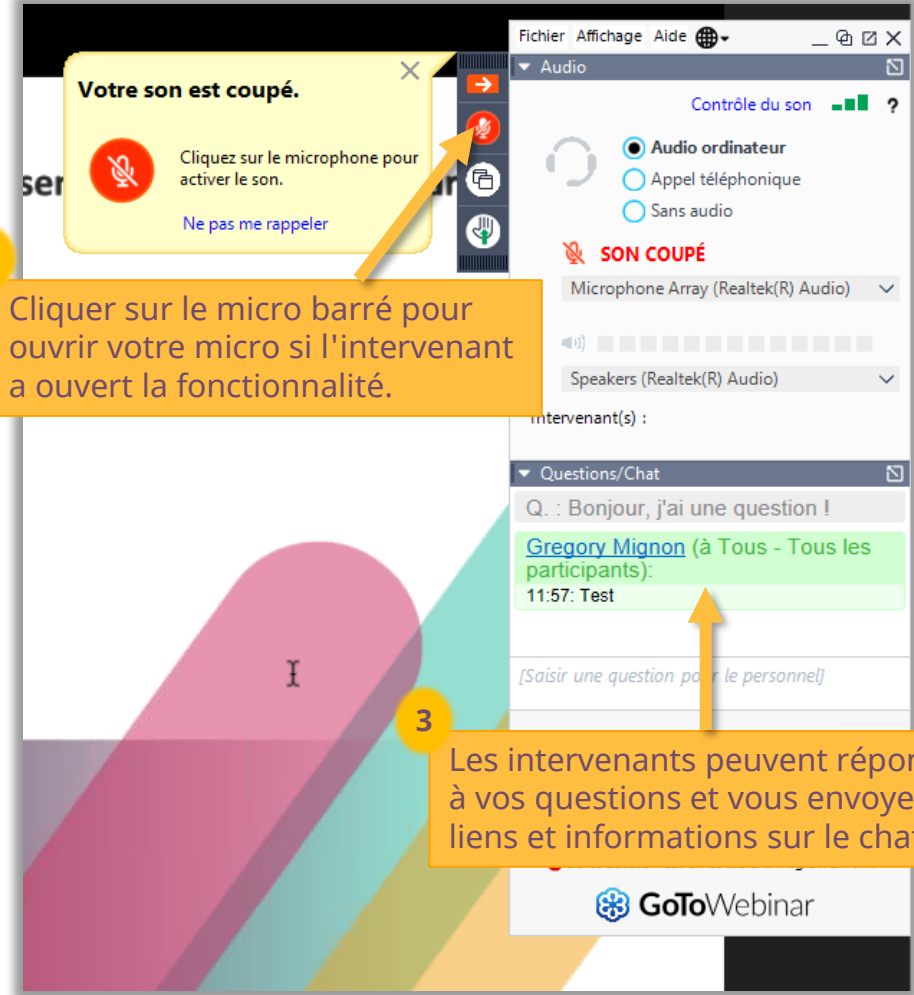 Fichier Affichage Aide
Audio
Votre son est coupé.
Contrôle du son ?
Audio ordinateur
Cliquez sur le microphone pour
activer le son.
Appel téléphonique
Sans audio
Ne pas me rappeler
SON COUPÉ
Microphone Array (Realtek(R) Audio)
Cliquer sur le micro barré pour
ouvrir votre micro si l'intervenant
a ouvert la fonctionnalité.
Speakers (Realtek(R) Audio)
Intervenant(s) :
Questions/Chat
Q. : Bonjour, j'ai une question !
Gregory Mignon (à Tous - Tous les
participants):
11:57: Test
[Saisir une question pour le personnel]
3
Les intervenants peuvent répon
à vos questions et vous envoye
liens et informations sur le cha
GoToWebinar